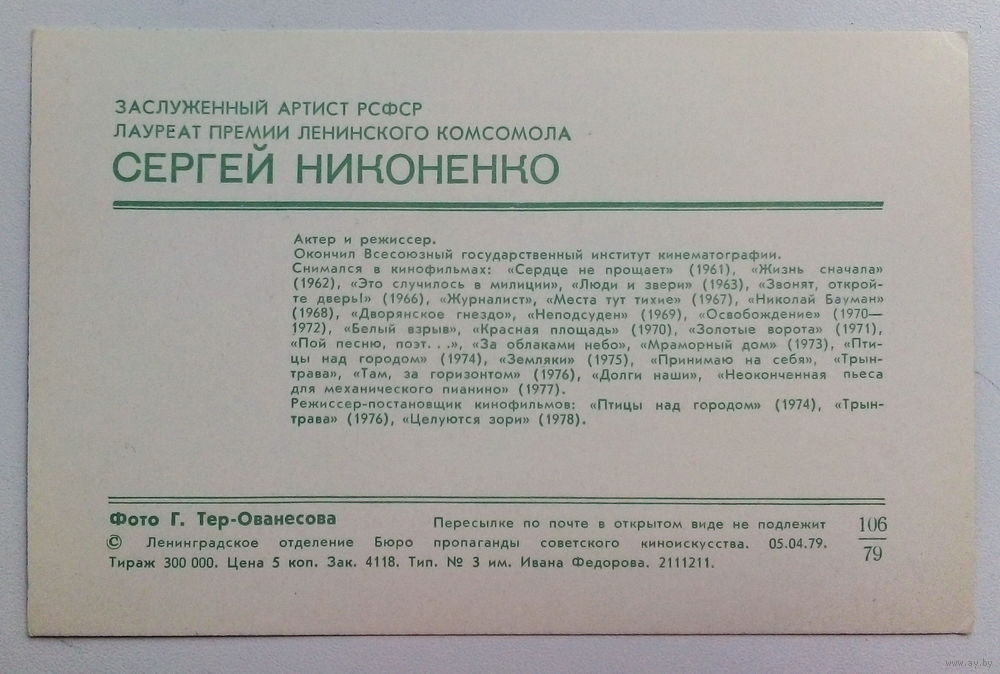 ЗАСЛУЖЕННЫЙ АРТИСТ РСФСР
ЛАУРЕАТ ПРЕМИИ ЛЕНИНСКОГО КОМСОМОЛА
СЕРГЕЙ НИКОНЕНКО
Актер и режиссер.
Окончил Всесоюзный государственный институт кинематографии.
Снимался в кинофильмах: «Сердце не прощает» (1961), «Жизнь сначала»
(1962), «Это случилось в милиции», «Люди и звери» (1963), «Звонят, открой-
те дверь!» (1966), «Журналист», «Места тут тихие» (1967), «Николай Бауман»
(1968), «Дворянское гнездо», «Неподсуден» (1969), «Освобождение» (1970—
1972), «Белый взрыв», «Красная площадь» (1970), «Золотые ворота» (1971),
«Пой песню, поэт. . .», «За облаками небо», «Мраморный дом» (1973), «Пти-
цы над городом» (1974), «Земляки» (1975), «Принимаю на себя», «Трын-
трава», «Там, за горизонтом» (1976), «Долги наши», «Неоконченная пьеса
для механического пианино» (1977).
Режиссер-постановщик кинофильмов: «Птицы над городом» (1974), «Трын-
трава» (1976), «Целуются зори» (1978).
Фото Г. Тер-Ованесова
Пересылке по почте в открытом виде не подлежит
106
79
© Ленинградское отделение Бюро пропаганды советского киноискусства. 05.04.79.
Тираж 300 000. Цена 5 коп. Зак. 4118. Тип. № 3 им. Ивана Федорова. 2111211.
www.ay.by